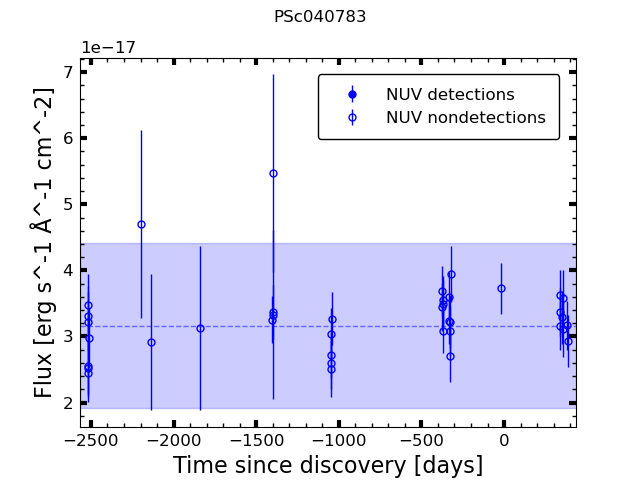 PSc040783
1e−17
NUV detections
NUV nondetections
7
6
5
4
3
2
Flux [erg s^-1 Å^-1 cm^-2]
−2500 −2000 −1500 −1000 −500 0
Time since discovery [days]